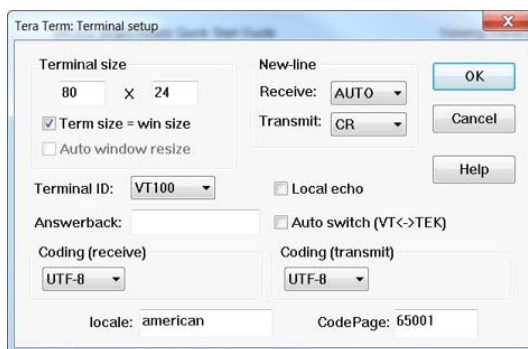 Tera Term: Terminal setup
Terminal size
80 X 24
Term size = win size
Auto window resize
New-line
Receive: AUTO
Transmit: CR
OK
Cancel
Help
Terminal ID: VT100
Local echo
Answerback:
Auto switch (VT<->TEK)
Coding (receive)
UTF-8
Coding (transmit)
UTF-8
locale: american
CodePage: 65001